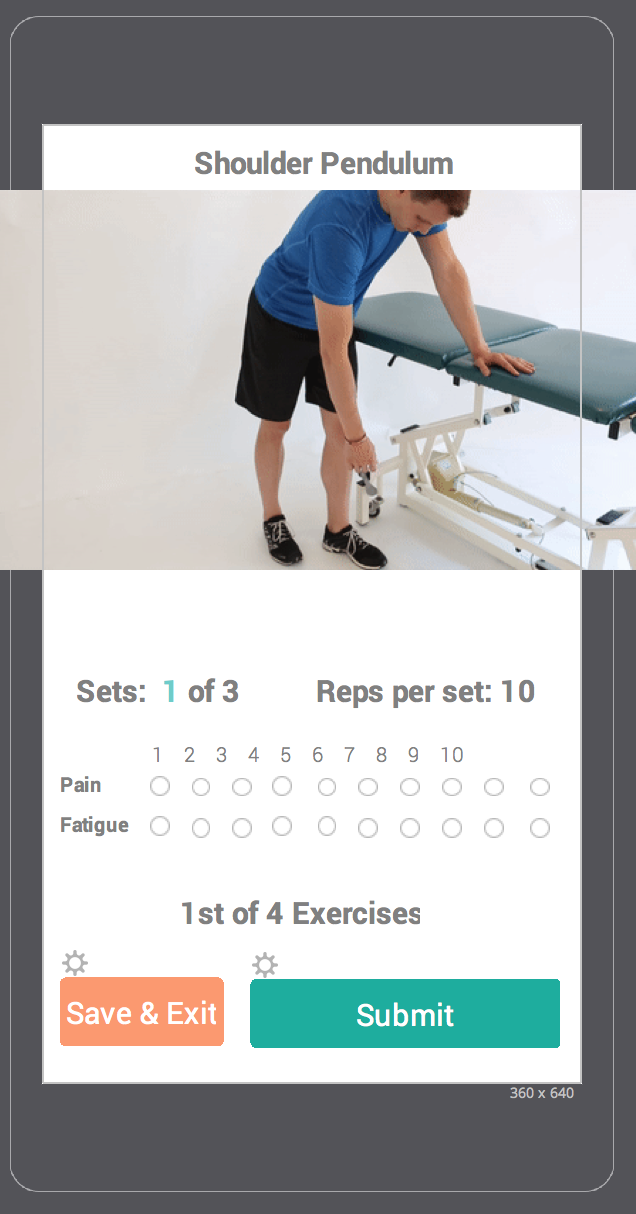 Shoulder Pendulum
Sets: 1 of 3 Reps per set: 10
1 2 3 4 5 6 7 8 9 10
Pain
Fatigue
1st of 4 Exercises
Save & Exit Submit
360 x 640